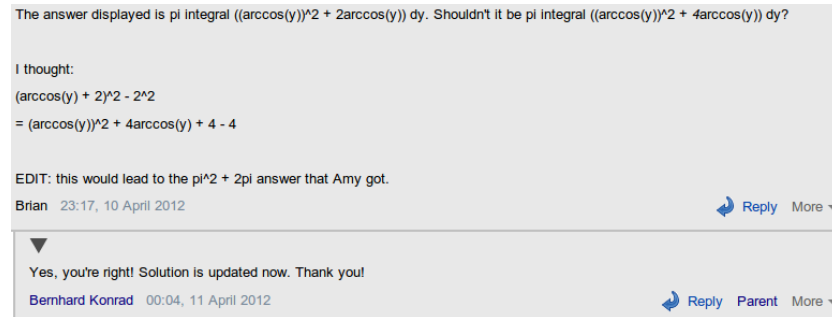 The answer displayed is pi integral ((arccos(y))^2 + 2arccos(y)) dy. Shouldn't it be pi integral ((arccos(y))^2 + 4arccos(y)) dy?
I thought:
(arccos(y) + 2)^2 - 2^2
= (arccos(y))^2 + 4arccos(y) + 4 - 4
EDIT: this would lead to the pi^2 + 2pi answer that Amy got.
Brian 23:17, 10 April 2012 Reply More
Yes, you're right! Solution is updated now. Thank you!
Bernhard Konrad 00:04, 11 April 2012 Reply Parent More